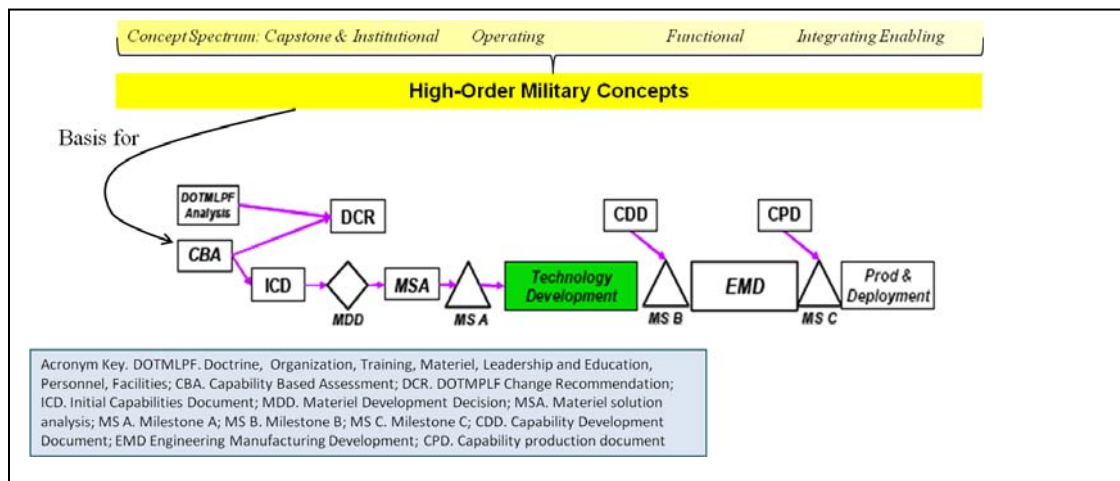 Concept Spectrum: Capstone & Institutional Operating Functional Integrating Enabling
High-Order Military Concepts
Basis for
DOTMLPF
Analysis
DCR
CDD
CPD
CBA
ICD
MDD
MSA
MS A
Technology
Development
MS B
EMD
MS C
Prod &
Deployment
Acronym Key. DOTMLPF. Doctrine, Organization, Training, Materiel, Leadership and Education,
Personnel, Facilities; CBA. Capability Based Assessment; DCR. DOTMPLF Change Recommendation;
ICD. Initial Capabilities Document; MDD. Materiel Development Decision; MSA. Materiel solution
analysis; MS A. Milestone A; MS B. Milestone B; MS C. Milestone C; CDD. Capability Development
Document; EMD Engineering Manufacturing Development; CPD. Capability production document